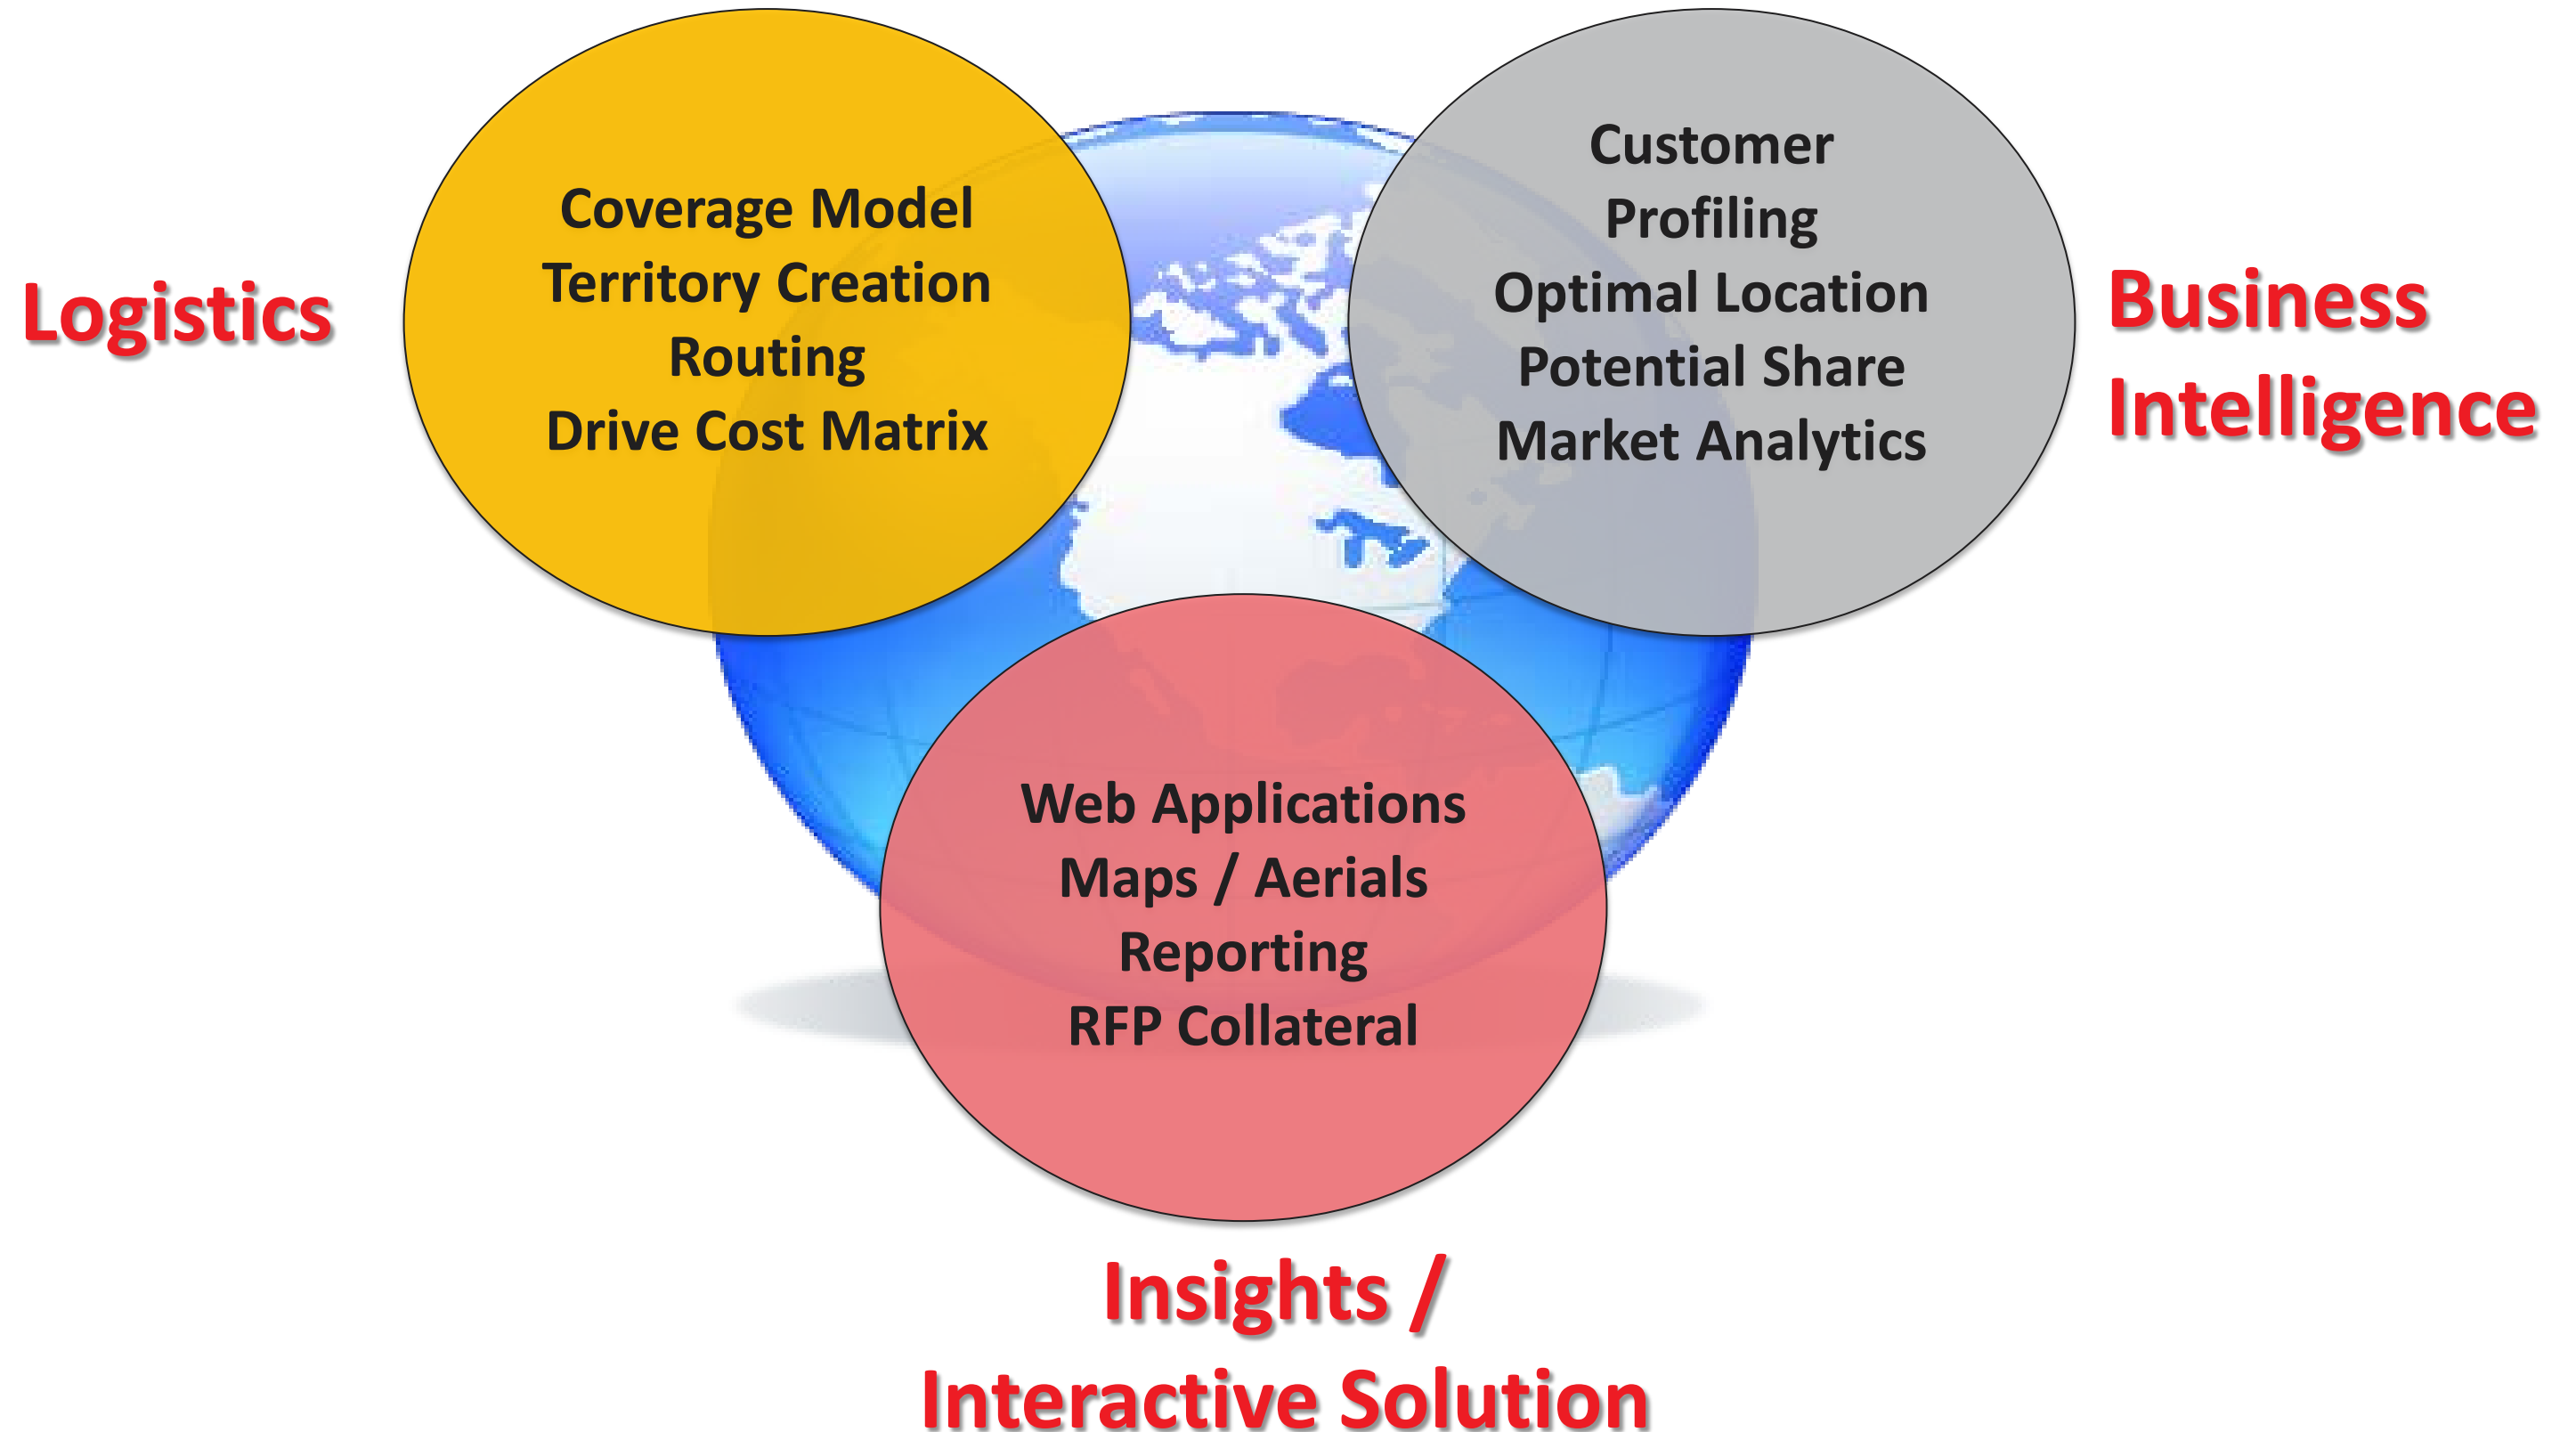 Logistics
Coverage Model
Territory Creation
Routing
Drive Cost Matrix
Customer
Profiling
Optimal Location
Potential Share
Market Analytics
Business
Intelligence
Web Applications
Maps / Aerials
Reporting
RFP Collateral
Insights /
Interactive Solution